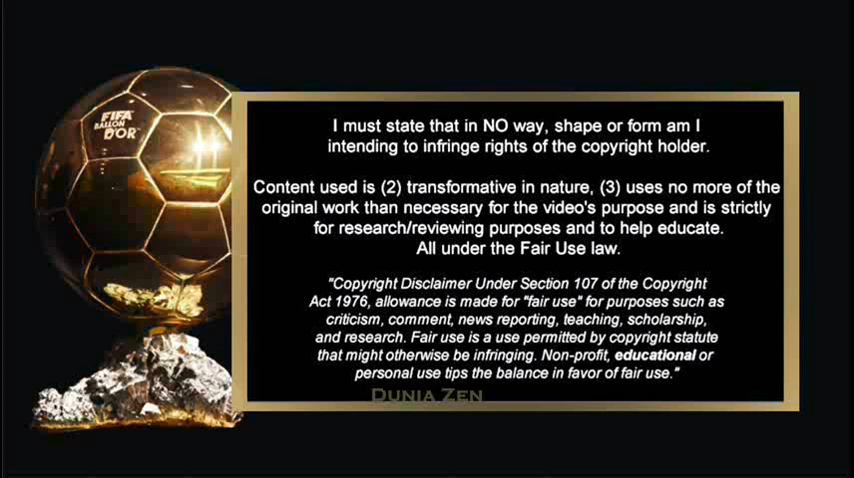 FIFA
BALLON
D'OR
I must state that in NO way, shape or form am I
intending to infringe rights of the copyright holder.
Content used is (2) transformative in nature, (3) uses no more of the
original work than necessary for the video's purpose and is strictly
for research/reviewing purposes and to help educate.
All under the Fair Use law.
"Copyright Disclaimer Under Section 107 of the Copyright
Act 1976, allowance is made for "fair use" for purposes such as
criticism, comment, news reporting, teaching, scholarship,
and research. Fair use is a use permitted by copyright statute
that might otherwise be infringing. Non-profit, educational or
personal use tips the balance in favor of fair use."
DUNIA ZEN